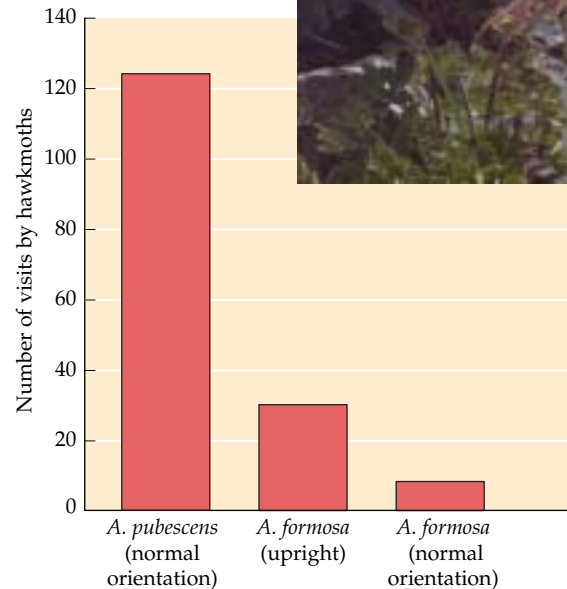 Number of visits by hawkmoths
140
120
100
80
60
40
20
0
A. pubescens
(normal
orientation)
A. formosa
(upright)
A. formosa
(normal
orientation)